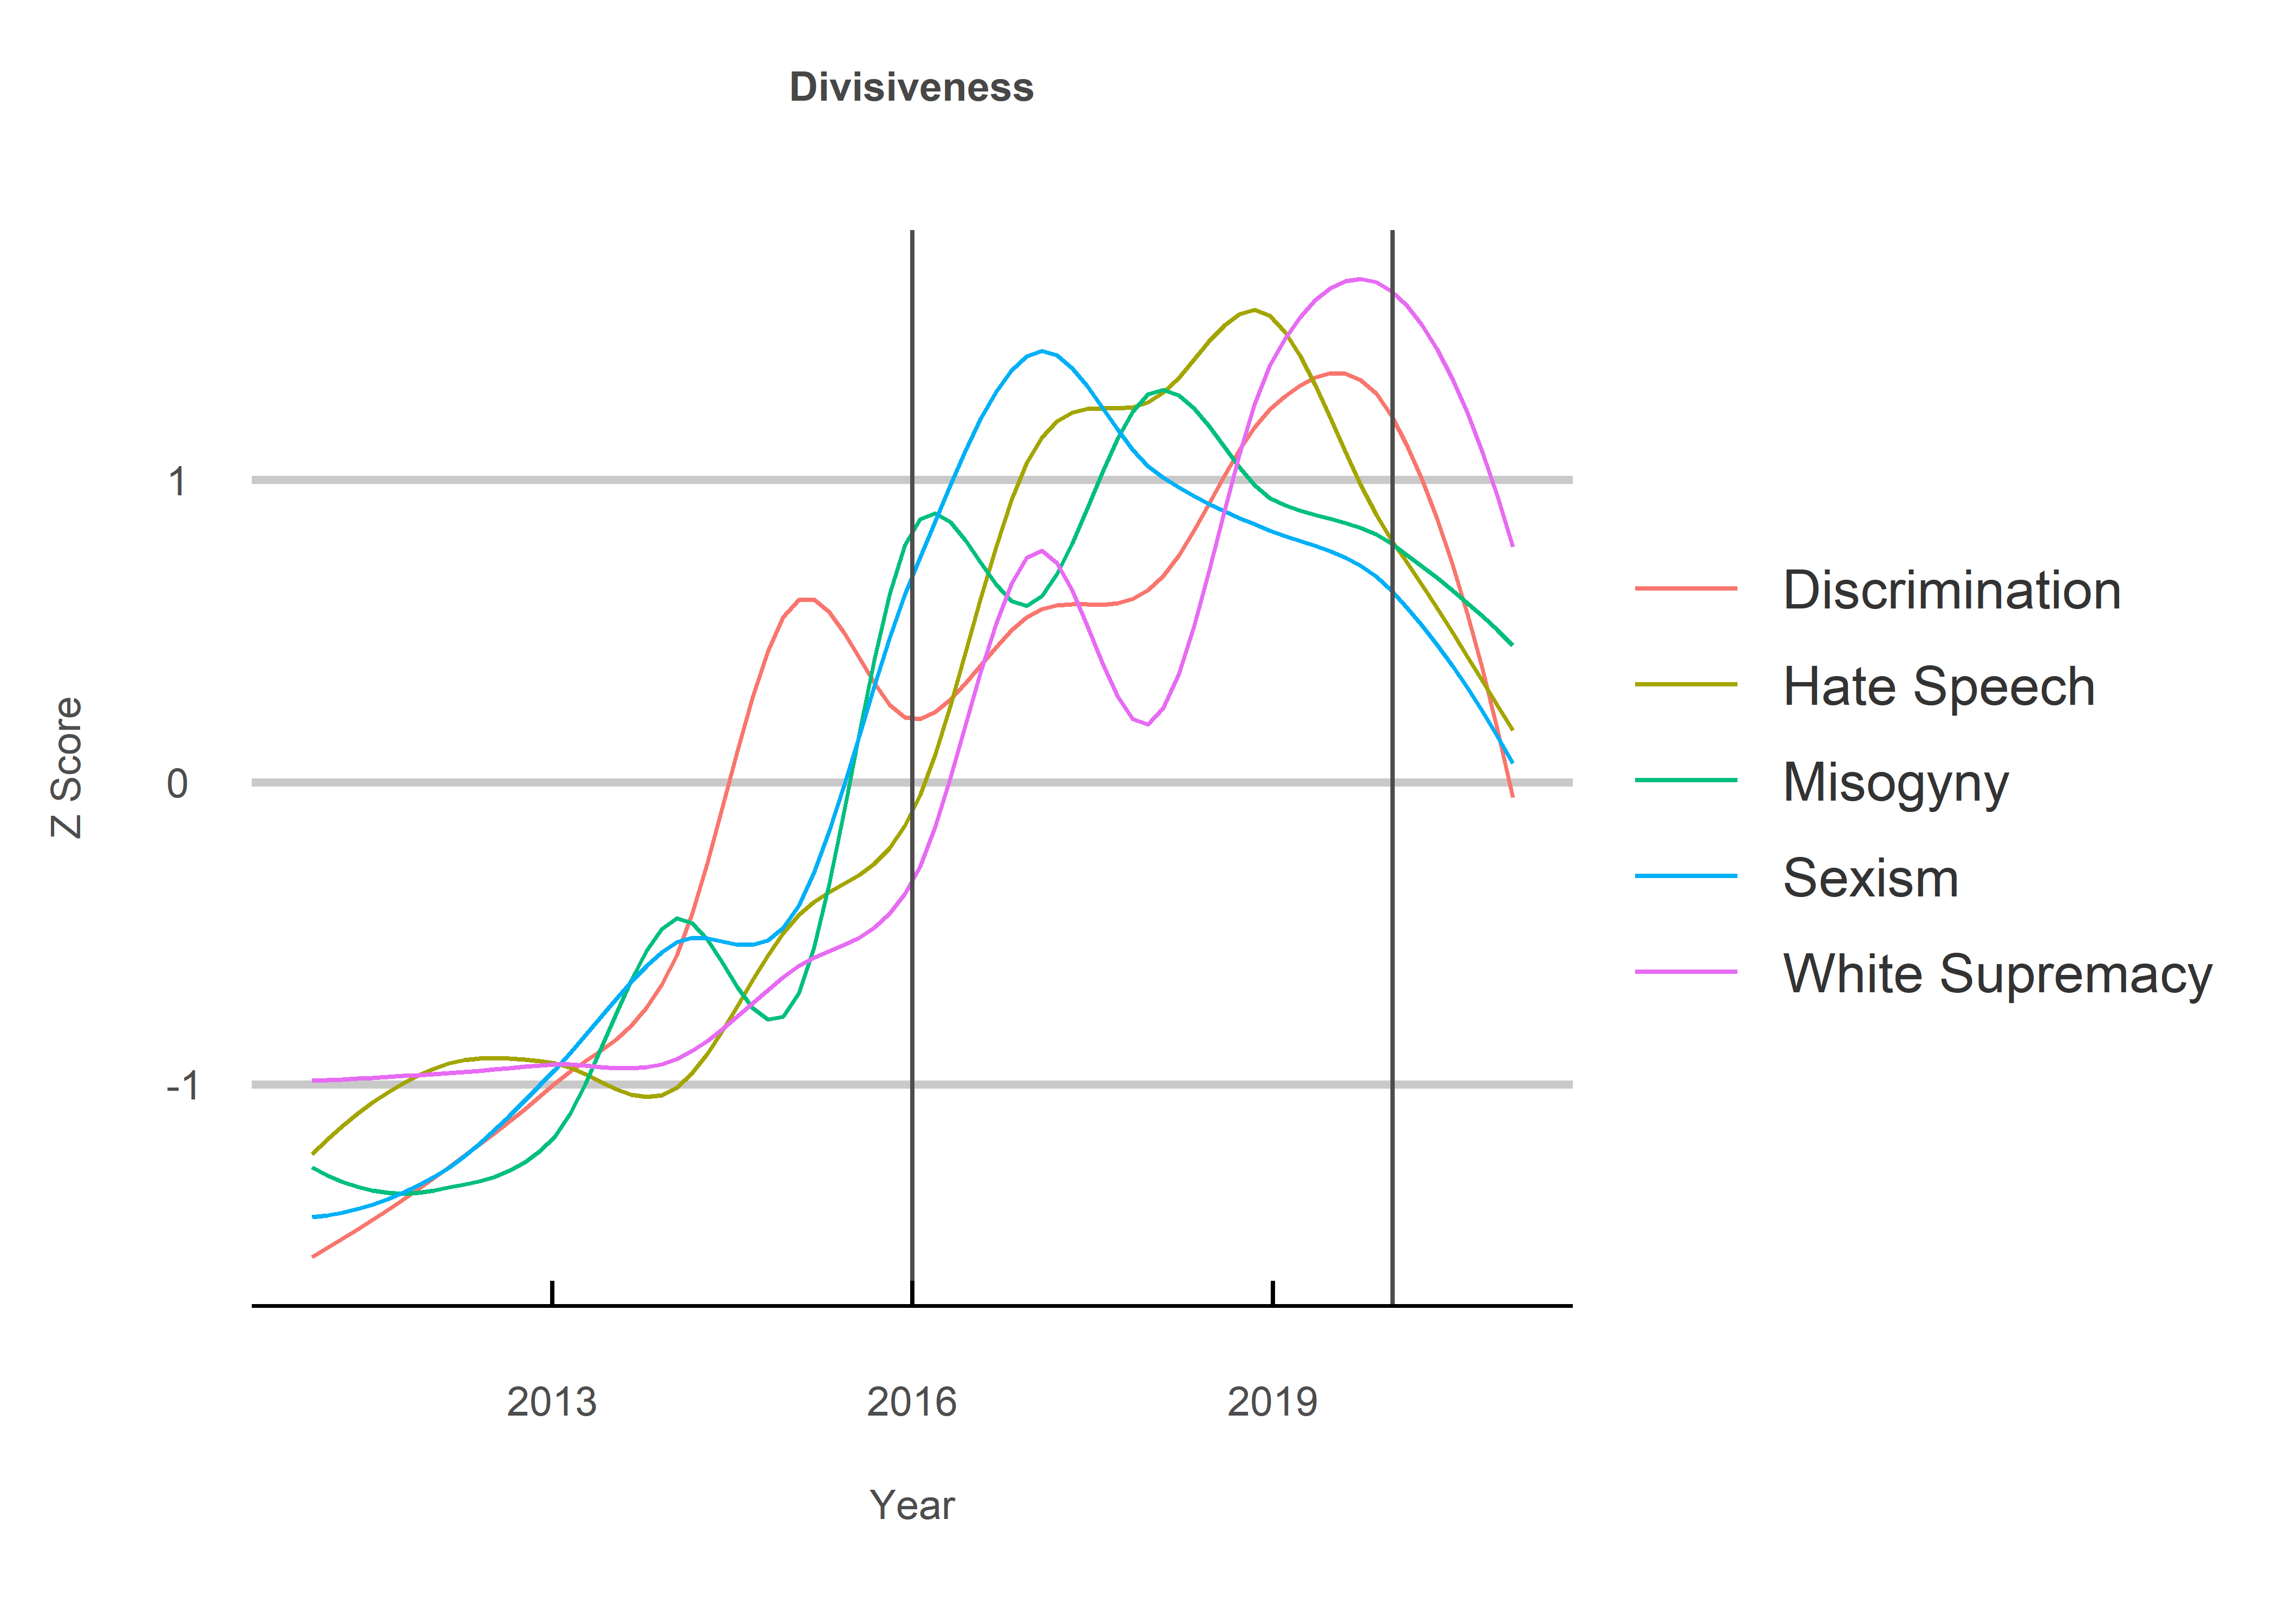 Divisiveness
1
0
-1
Z Score
2013 2016 2019
Year
Discrimination
Hate Speech
Misogyny
Sexism
White Supremacy